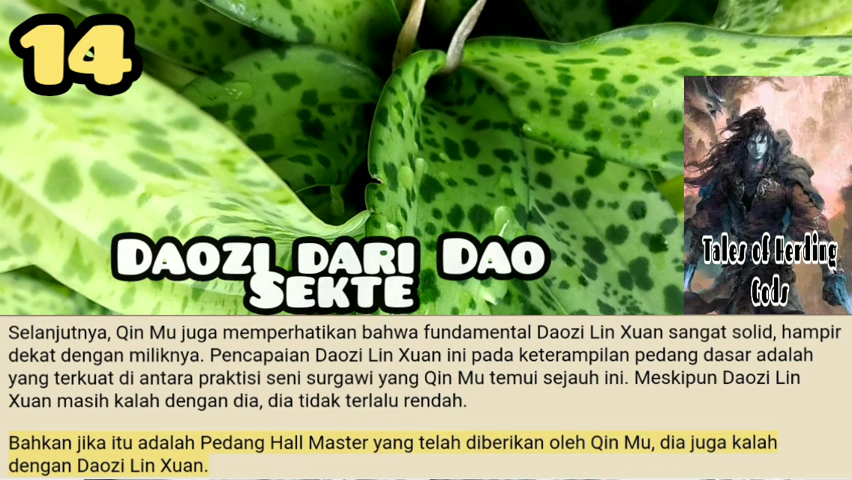 14
DAOZI DARI DAO
SEKTE
Tales of Herding
Gods
Selanjutnya, Qin Mu juga memperhatikan bahwa fundamental Daozi Lin Xuan sangat solid, hampir
dekat dengan miliknya. Pencapaian Daozi Lin Xuan ini pada keterampilan pedang dasar adalah
yang terkuat di antara praktisi seni surgawi yang Qin Mu temui sejauh ini. Meskipun Daozi Lin
Xuan masih kalah dengan dia, dia tidak terlalu rendah.
Bahkan jika itu adalah Pedang Hall Master yang telah diberikan oleh Qin Mu, dia juga kalah
dengan Daozi Lin Xuan.